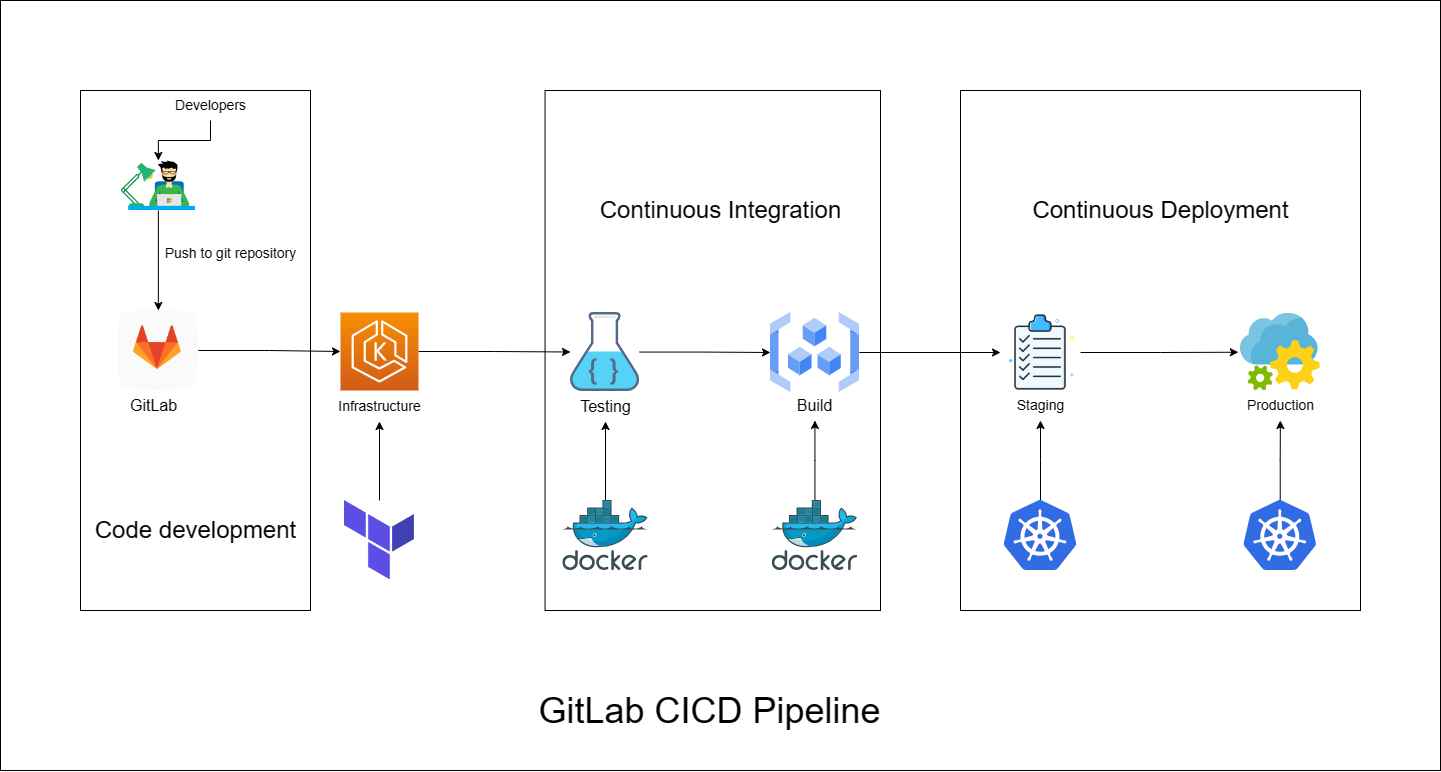 Developers
Push to git repository
GitLab
Code development
Infrastructure
K
Continuous Integration
{ }
Testing
Build
docker
docker
Continuous Deployment
Staging
Production
GitLab CICD Pipeline